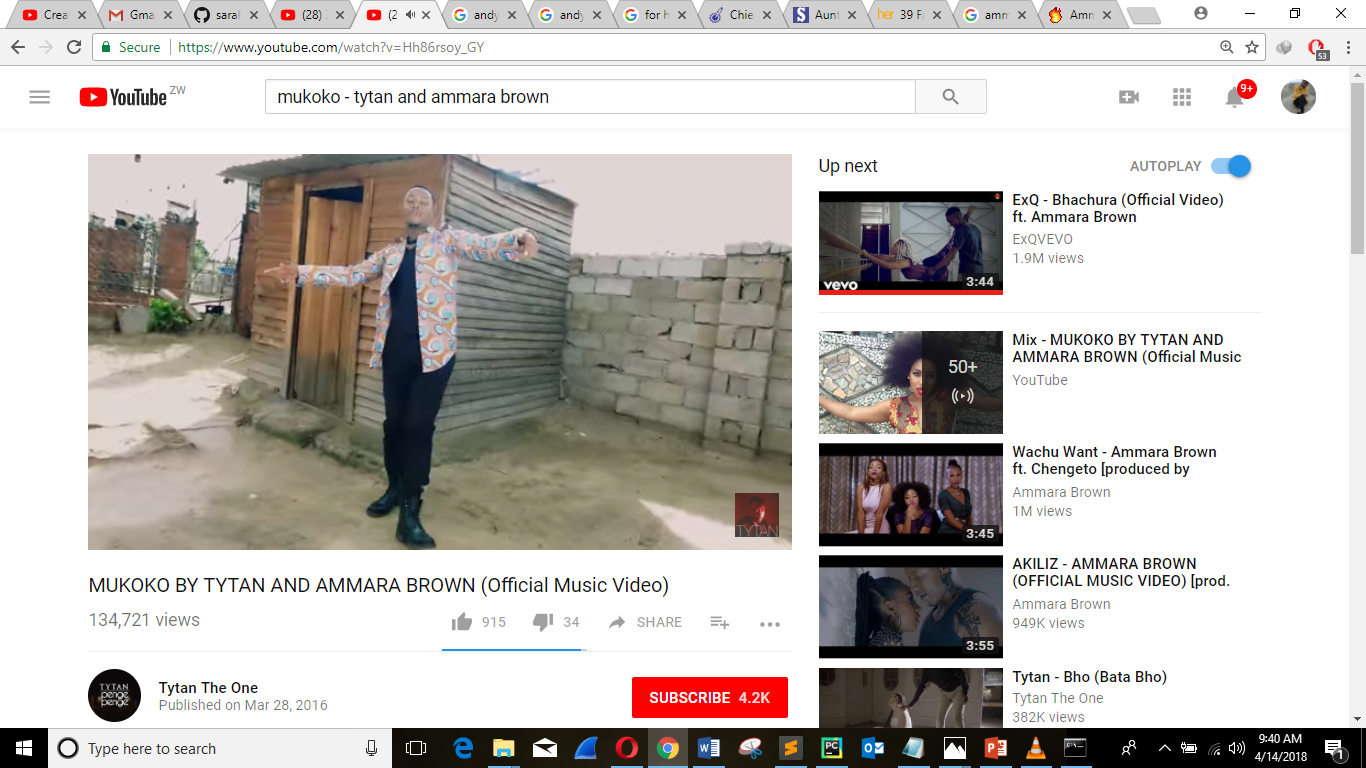 Crea
Gma
sarah
(28)
(2
andy
andy
for h
Chie
Aunt
her 39 Fa
amm
Amn
Secure
https://www.youtube.com/watch?v=Hh86rsoy_GY
53
YouTube ZW
mukoko - tytan and ammara brown
9+
TYTAN
MUKOKO BY TYTAN AND AMMARA BROWN (Official Music Video)
134,721 views
915
34
SHARE
TYTAN
penge
penge
Tytan The One
Published on Mar 28, 2016
SUBSCRIBE 4.2K
Up next
AUTOPLAY
vevo
3:44
ExQ - Bhachura (Official Video)
ft. Ammara Brown
ExQVEVO
1.9M views
50+
Mix - MUKOKO BY TYTAN AND
AMMARA BROWN (Official Music
YouTube
3:45
Wachu Want - Ammara Brown
ft. Chengeto [produced by
Ammara Brown
1M views
3:55
AKILIZ - AMMARA BROWN
(OFFICIAL MUSIC VIDEO) [prod.
Ammara Brown
949K views
Tytan - Bho (Bata Bho)
Tytan The One
382K views
Type here to search
9:40 AM
4/14/2018
1